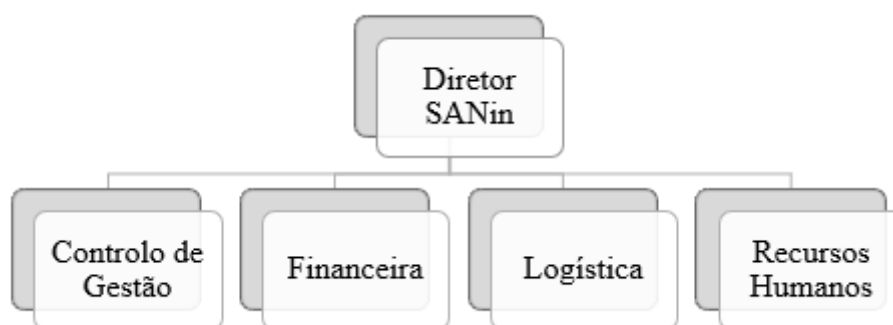 Diretor
SANin
Controlo de
Gestão
Financeira
Logística
Recursos
Humanos